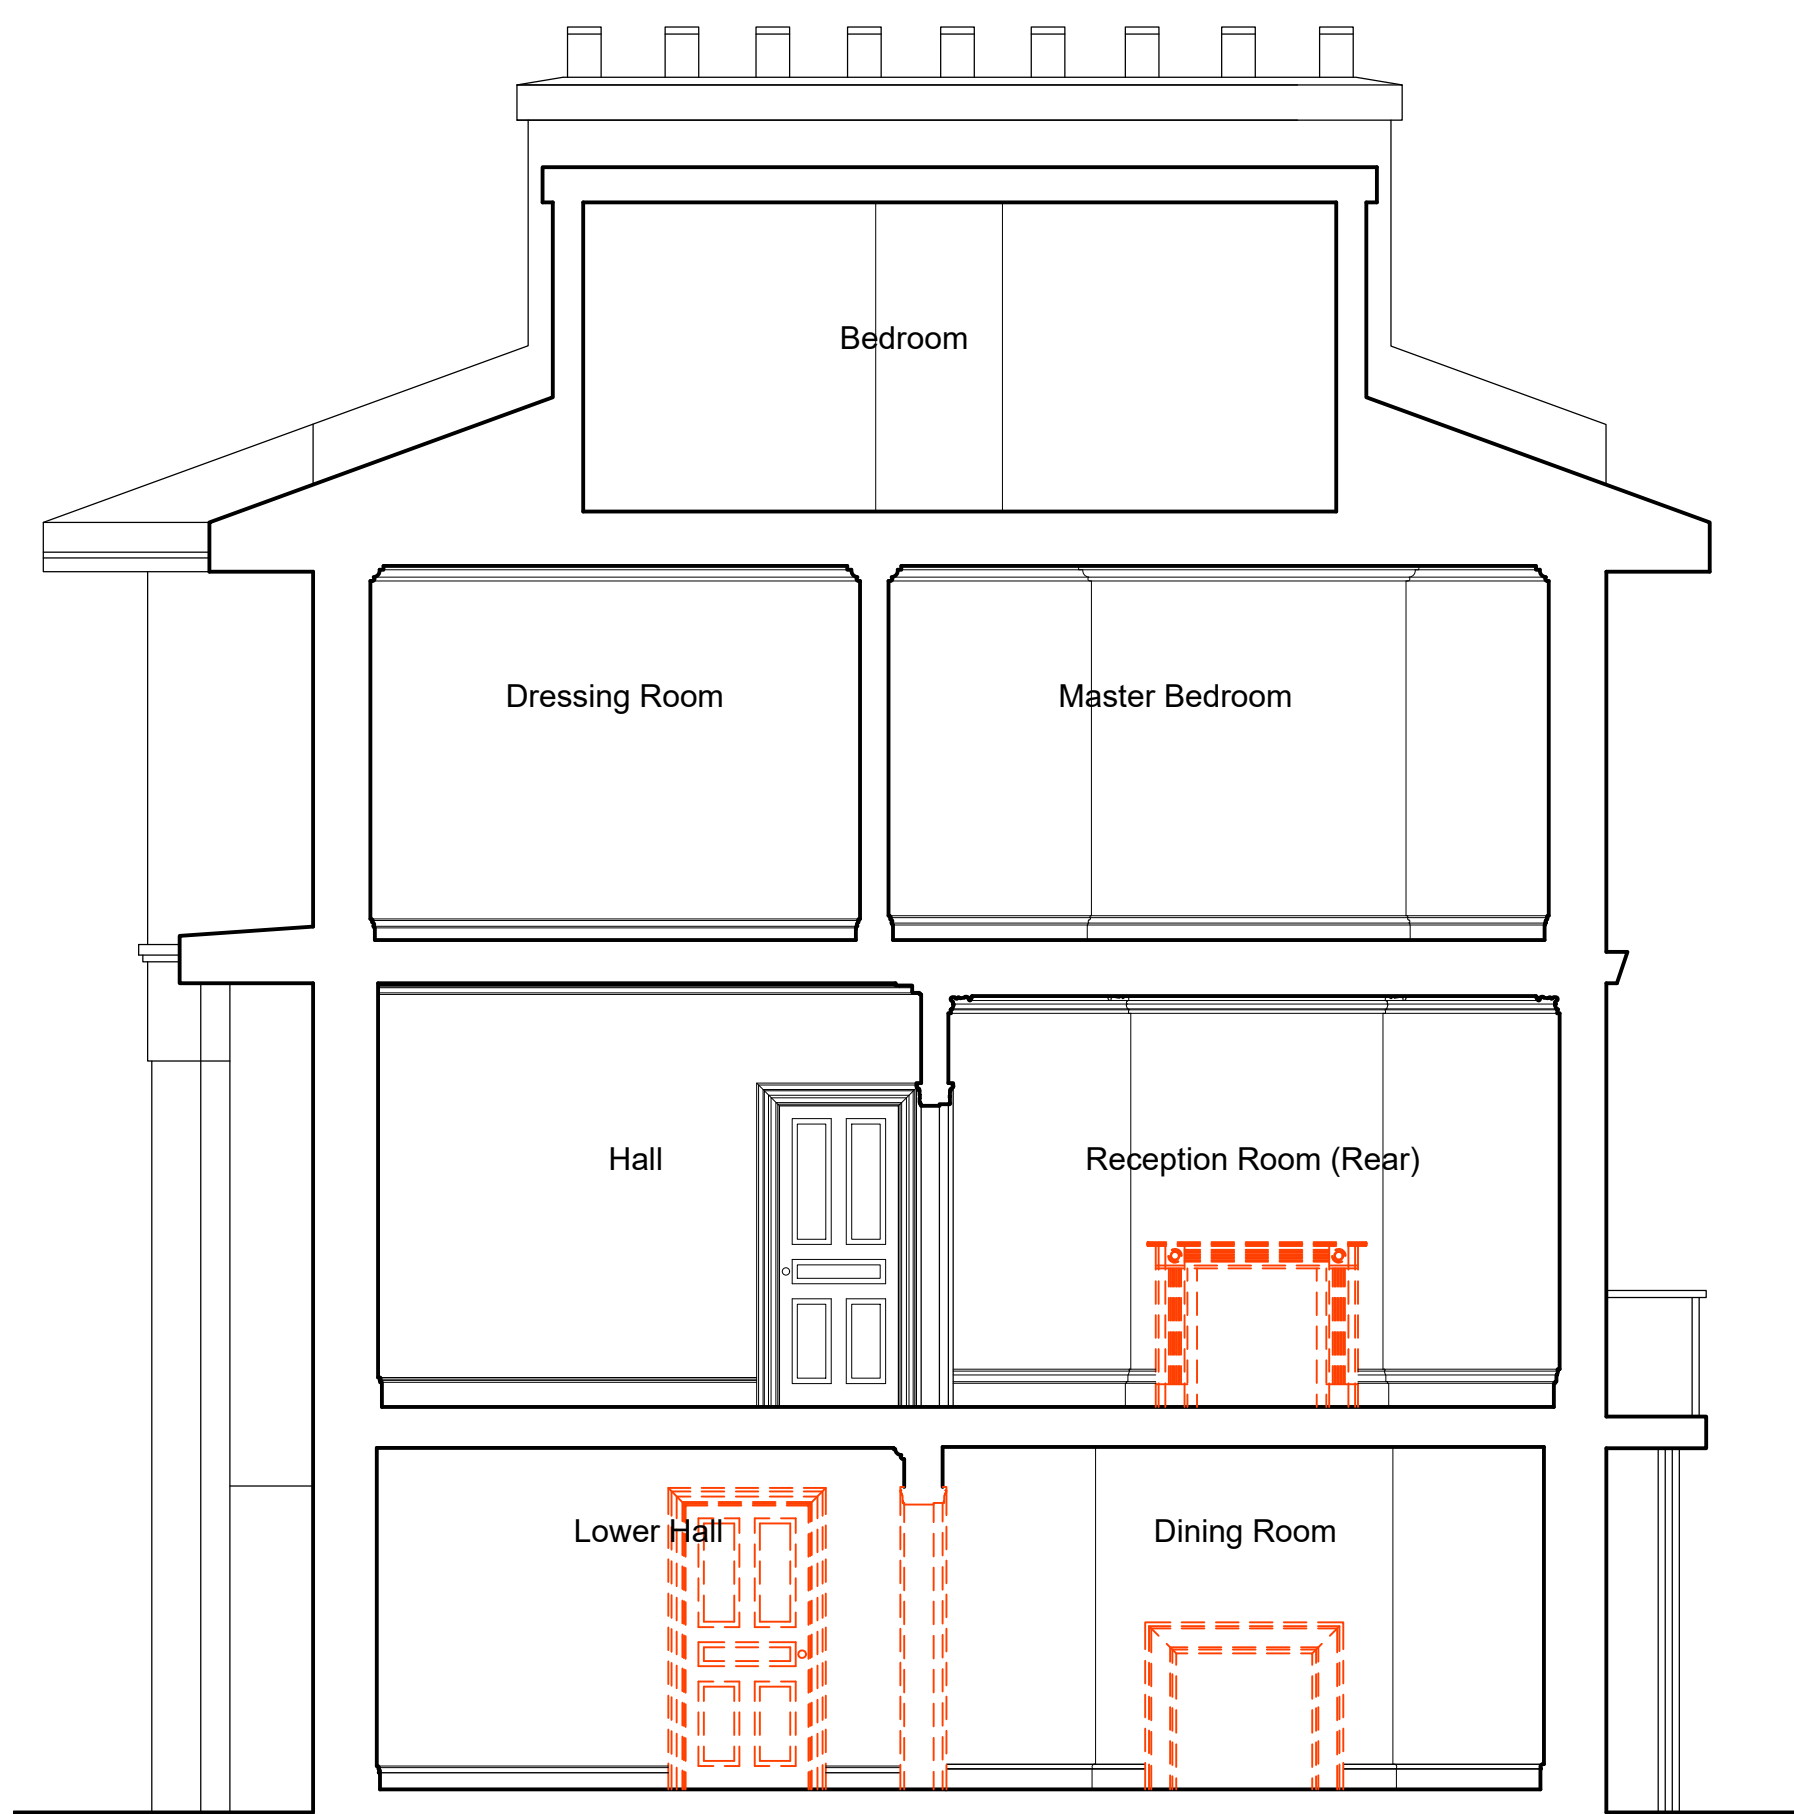 Bedroom
Dressing Room
Master Bedroom
Hall
Reception Room (Rear)
Lower Hall
Dining Room